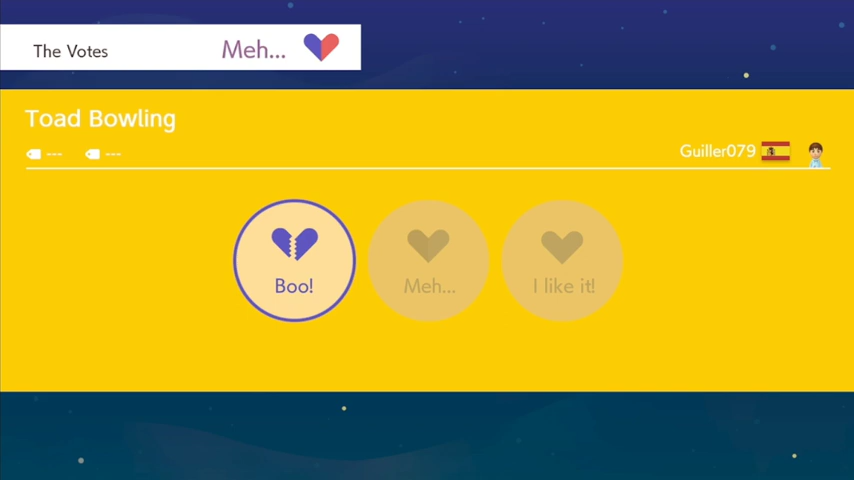 The Votes
Meh...
Toad Bowling
--- ---
Guiller079
Boo!
Meh...
I like it!